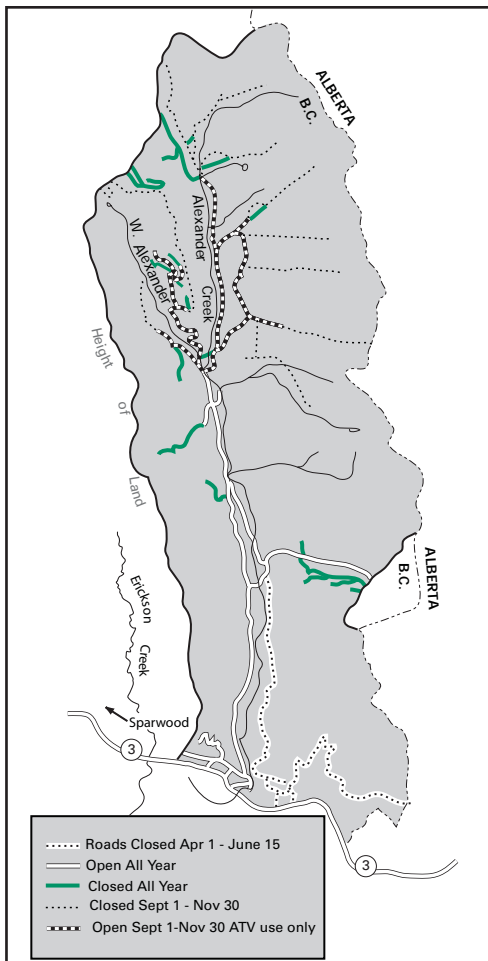 ALBERTA
B.C.
W. Alexander
Alexander
Creek
Height
of
Land
ALBERTA
B.C.
Erickson
Creek
Sparwood
3
3
Roads Closed Apr 1 - June 15
Open All Year
Closed All Year
Closed Sept 1 - Nov 30
Open Sept 1-Nov 30 ATV use only